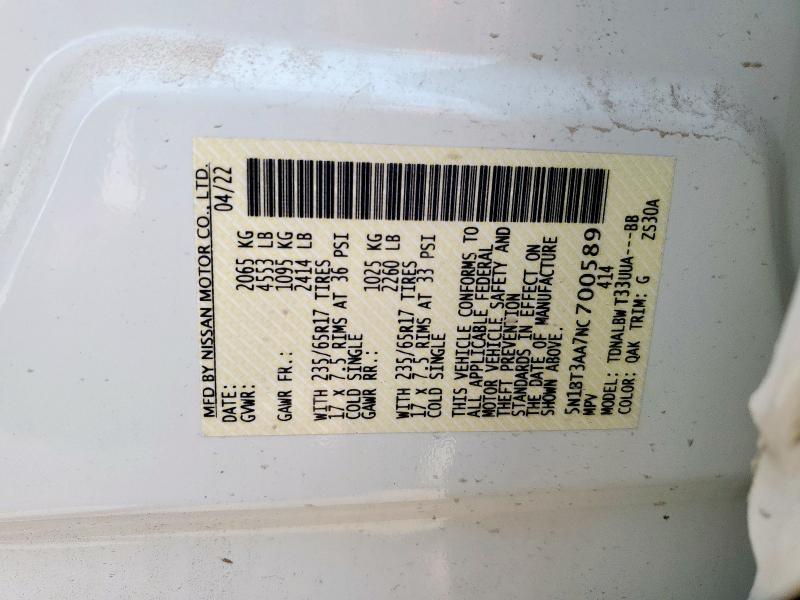 MFD BY NISSAN MOTOR CO., LTD.
DATE: 04/22
GVWR: 2065 KG
4553 LB
GAWR FR.: 1095 KG
2414 LB
WITH 235/65R17 TIRES
17 X 7.5 RIMS AT 36 PSI
COLD SINGLE
GAWR RR.: 1025 KG
2260 LB
WITH 235/65R17 TIRES
17 X 7.5 RIMS AT 33 PSI
COLD SINGLE
THIS VEHICLE CONFORMS TO
ALL APPLICABLE FEDERAL
MOTOR VEHICLE SAFETY AND
THEFT PREVENTION
STANDARDS IN EFFECT ON
THE DATE OF MANUFACTURE
SHOWN ABOVE.
5N1BT3AA7NC700589
MPV 414
MODEL: TDNALBW T33UUA---BB
COLOR: QAK TRIM: G ZS30A